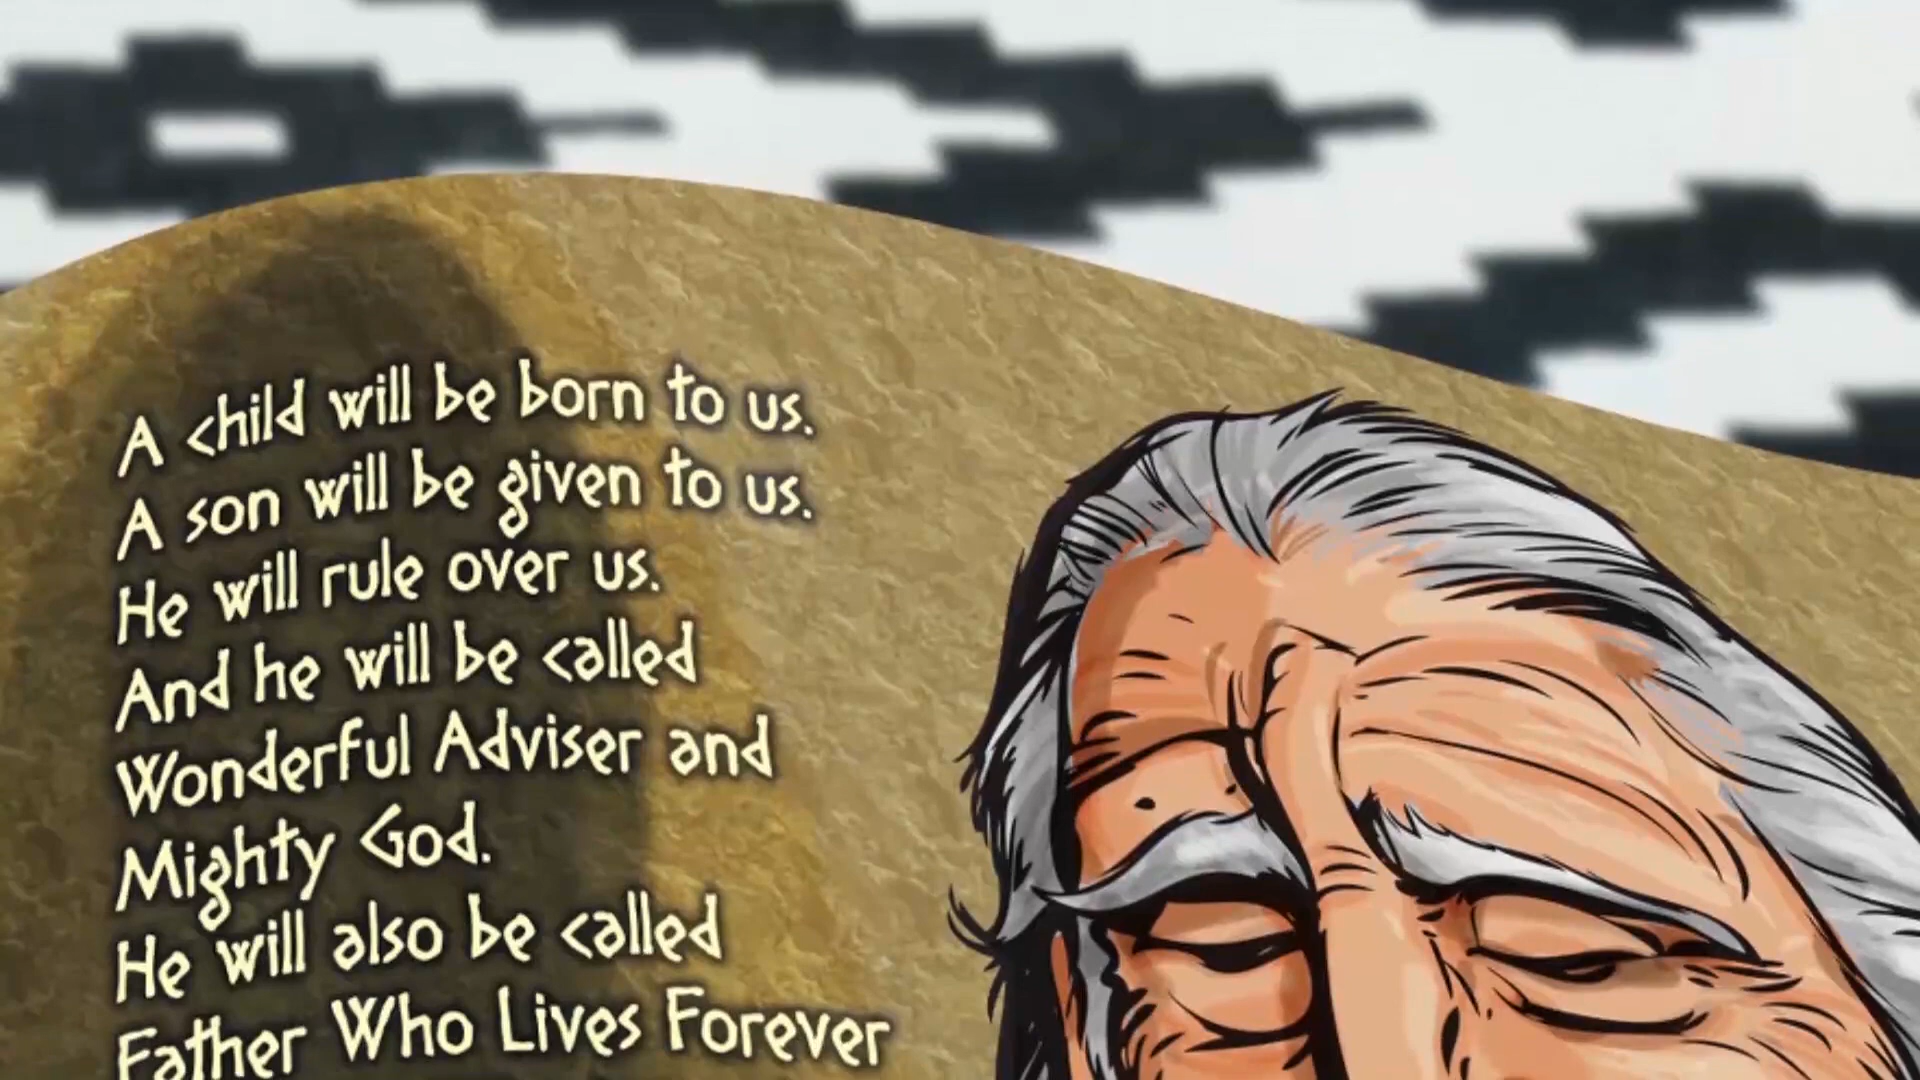 A child will be born to us.
A son will be given to us.
He will rule over us.
And he will be called
Wonderful Adviser and
Mighty God.
He will also be called
Father Who Lives Forever